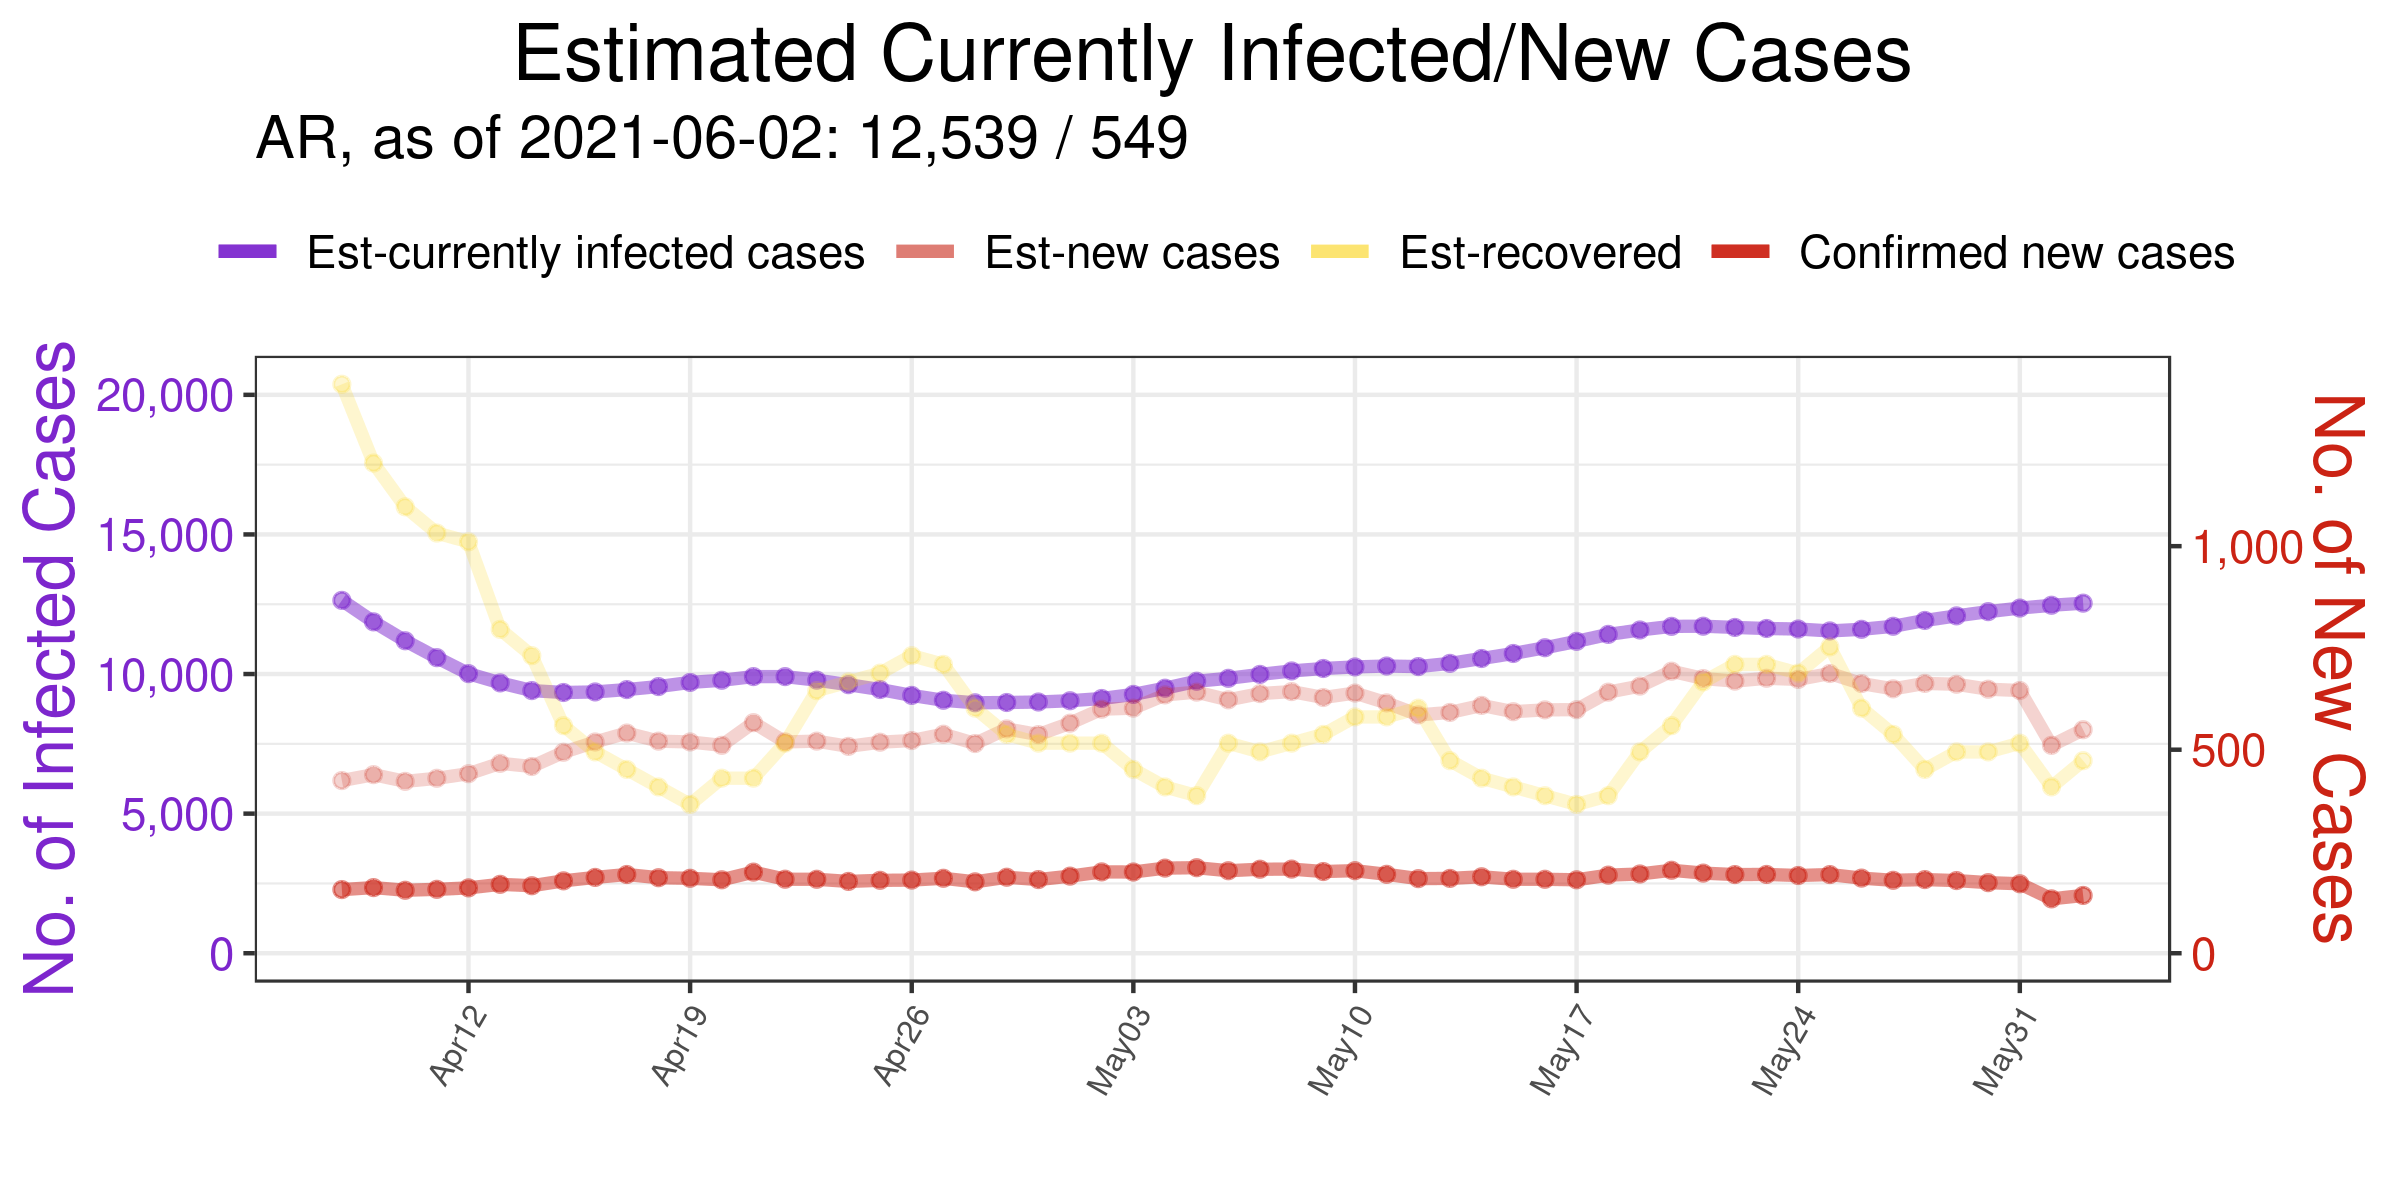 Estimated Currently Infected/New Cases
AR, as of 2021-06-02: 12,539 / 549
Est-currently infected cases
Est-new cases
Est-recovered
Confirmed new cases
No. of Infected Cases
20,000
15,000
10,000
5,000
0
1,000
500
0
No. of New Cases
Apr12
Apr19
Apr26
May03
May10
May17
May24
May31